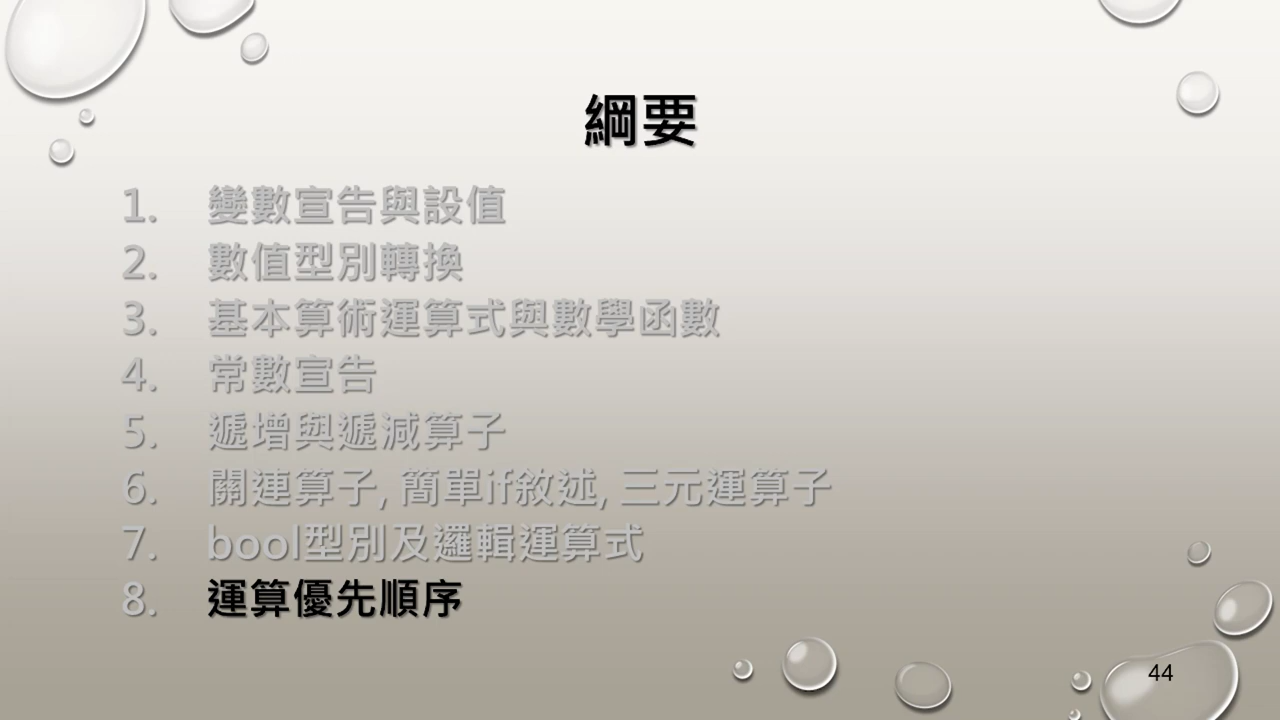 綱要
1. 變數宣告與設值
2. 數值型別轉換
3. 基本算術運算式與數學函數
4. 常數宣告
5. 遞增與遞減算子
6. 關連算子, 簡單if敘述, 三元運算子
7. bool型別及邏輯運算式
8. 運算優先順序
44